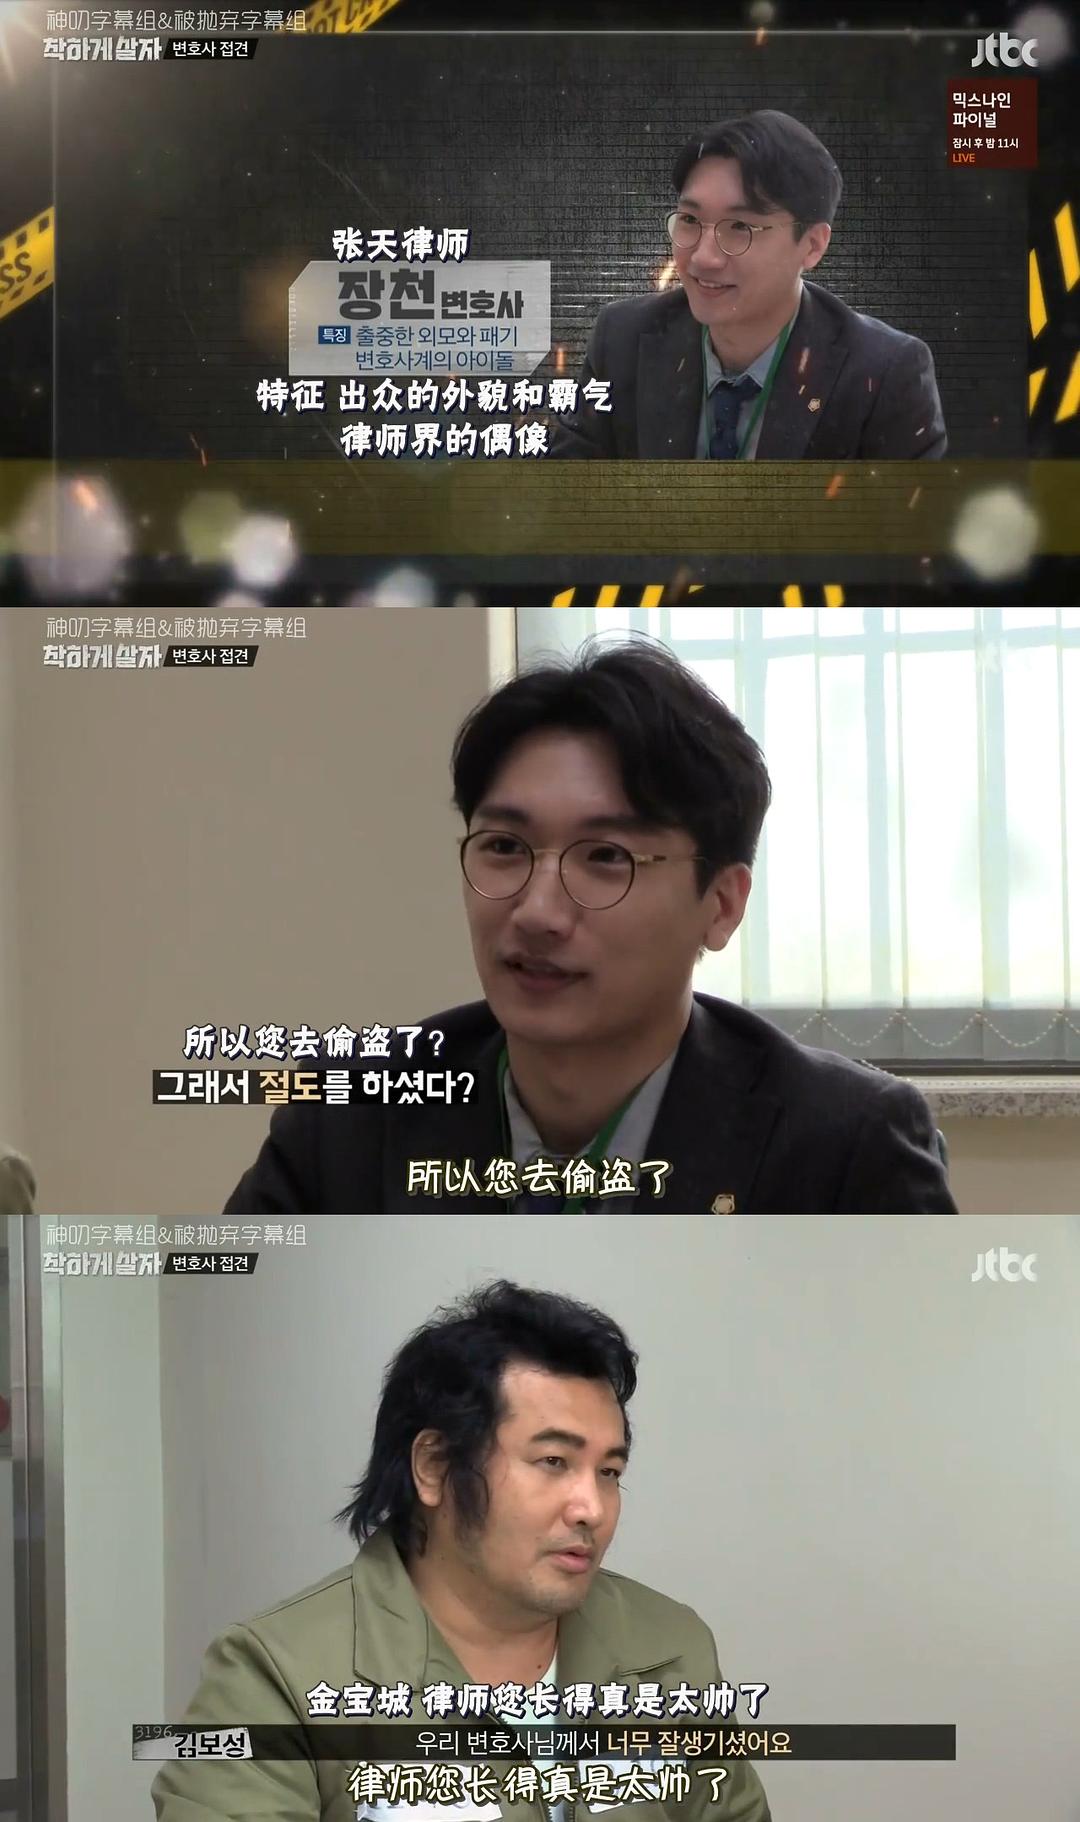 神叨字幕组&被抛弃字幕组
착하게 살자 변호사 접견
jtbc
믹스나인
파이널
잠시 후 밤 11시
LIVE
SS
张天律师
장천 변호사
특징 출중한 외모와 패기
변호사계의 아이돌
特征 出众的外貌和霸气
律师界的偶像
神叨字幕组&被抛弃字幕组
착하게 살자 변호사 접견
所以您去偷盗了?
그래서 절도를 하셨다?
所以您去偷盗了
神叨字幕组&被抛弃字幕组
착하게 살자 변호사 접견
jtbc
金宝城 律师您长得真是太帅了
3196 김보성 우리 변호사님께서 너무 잘생기셨어요
律师您长得真是太帅了